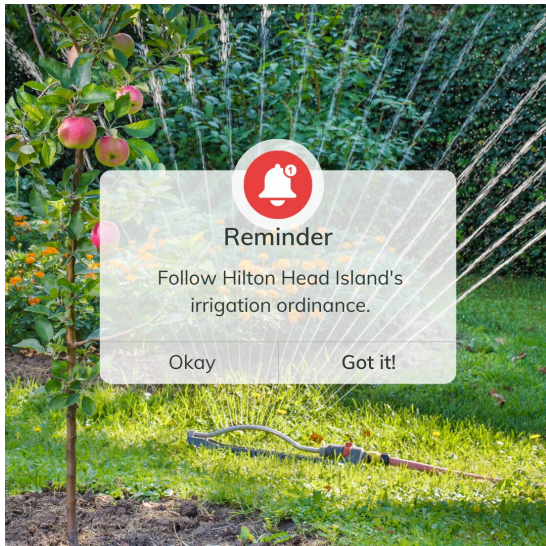 1
Reminder
Follow Hilton Head Island's
irrigation ordinance.
Okay
Got it!